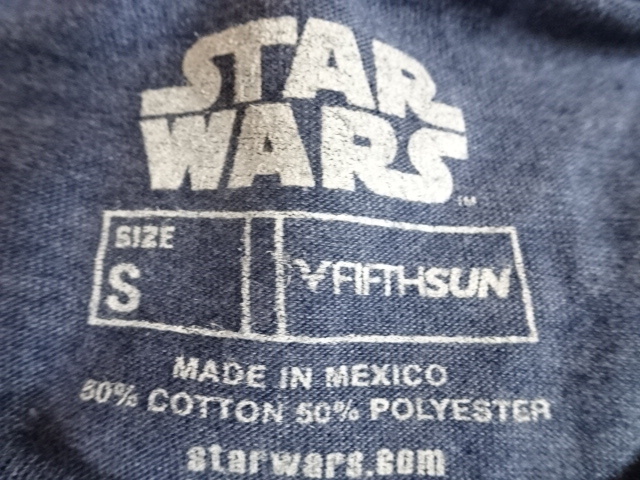 STAR
WARS
TM
SIZE
S
FIFTHSUN
MADE IN MEXICO
50% COTTON 50% POLYESTER
starwars.com